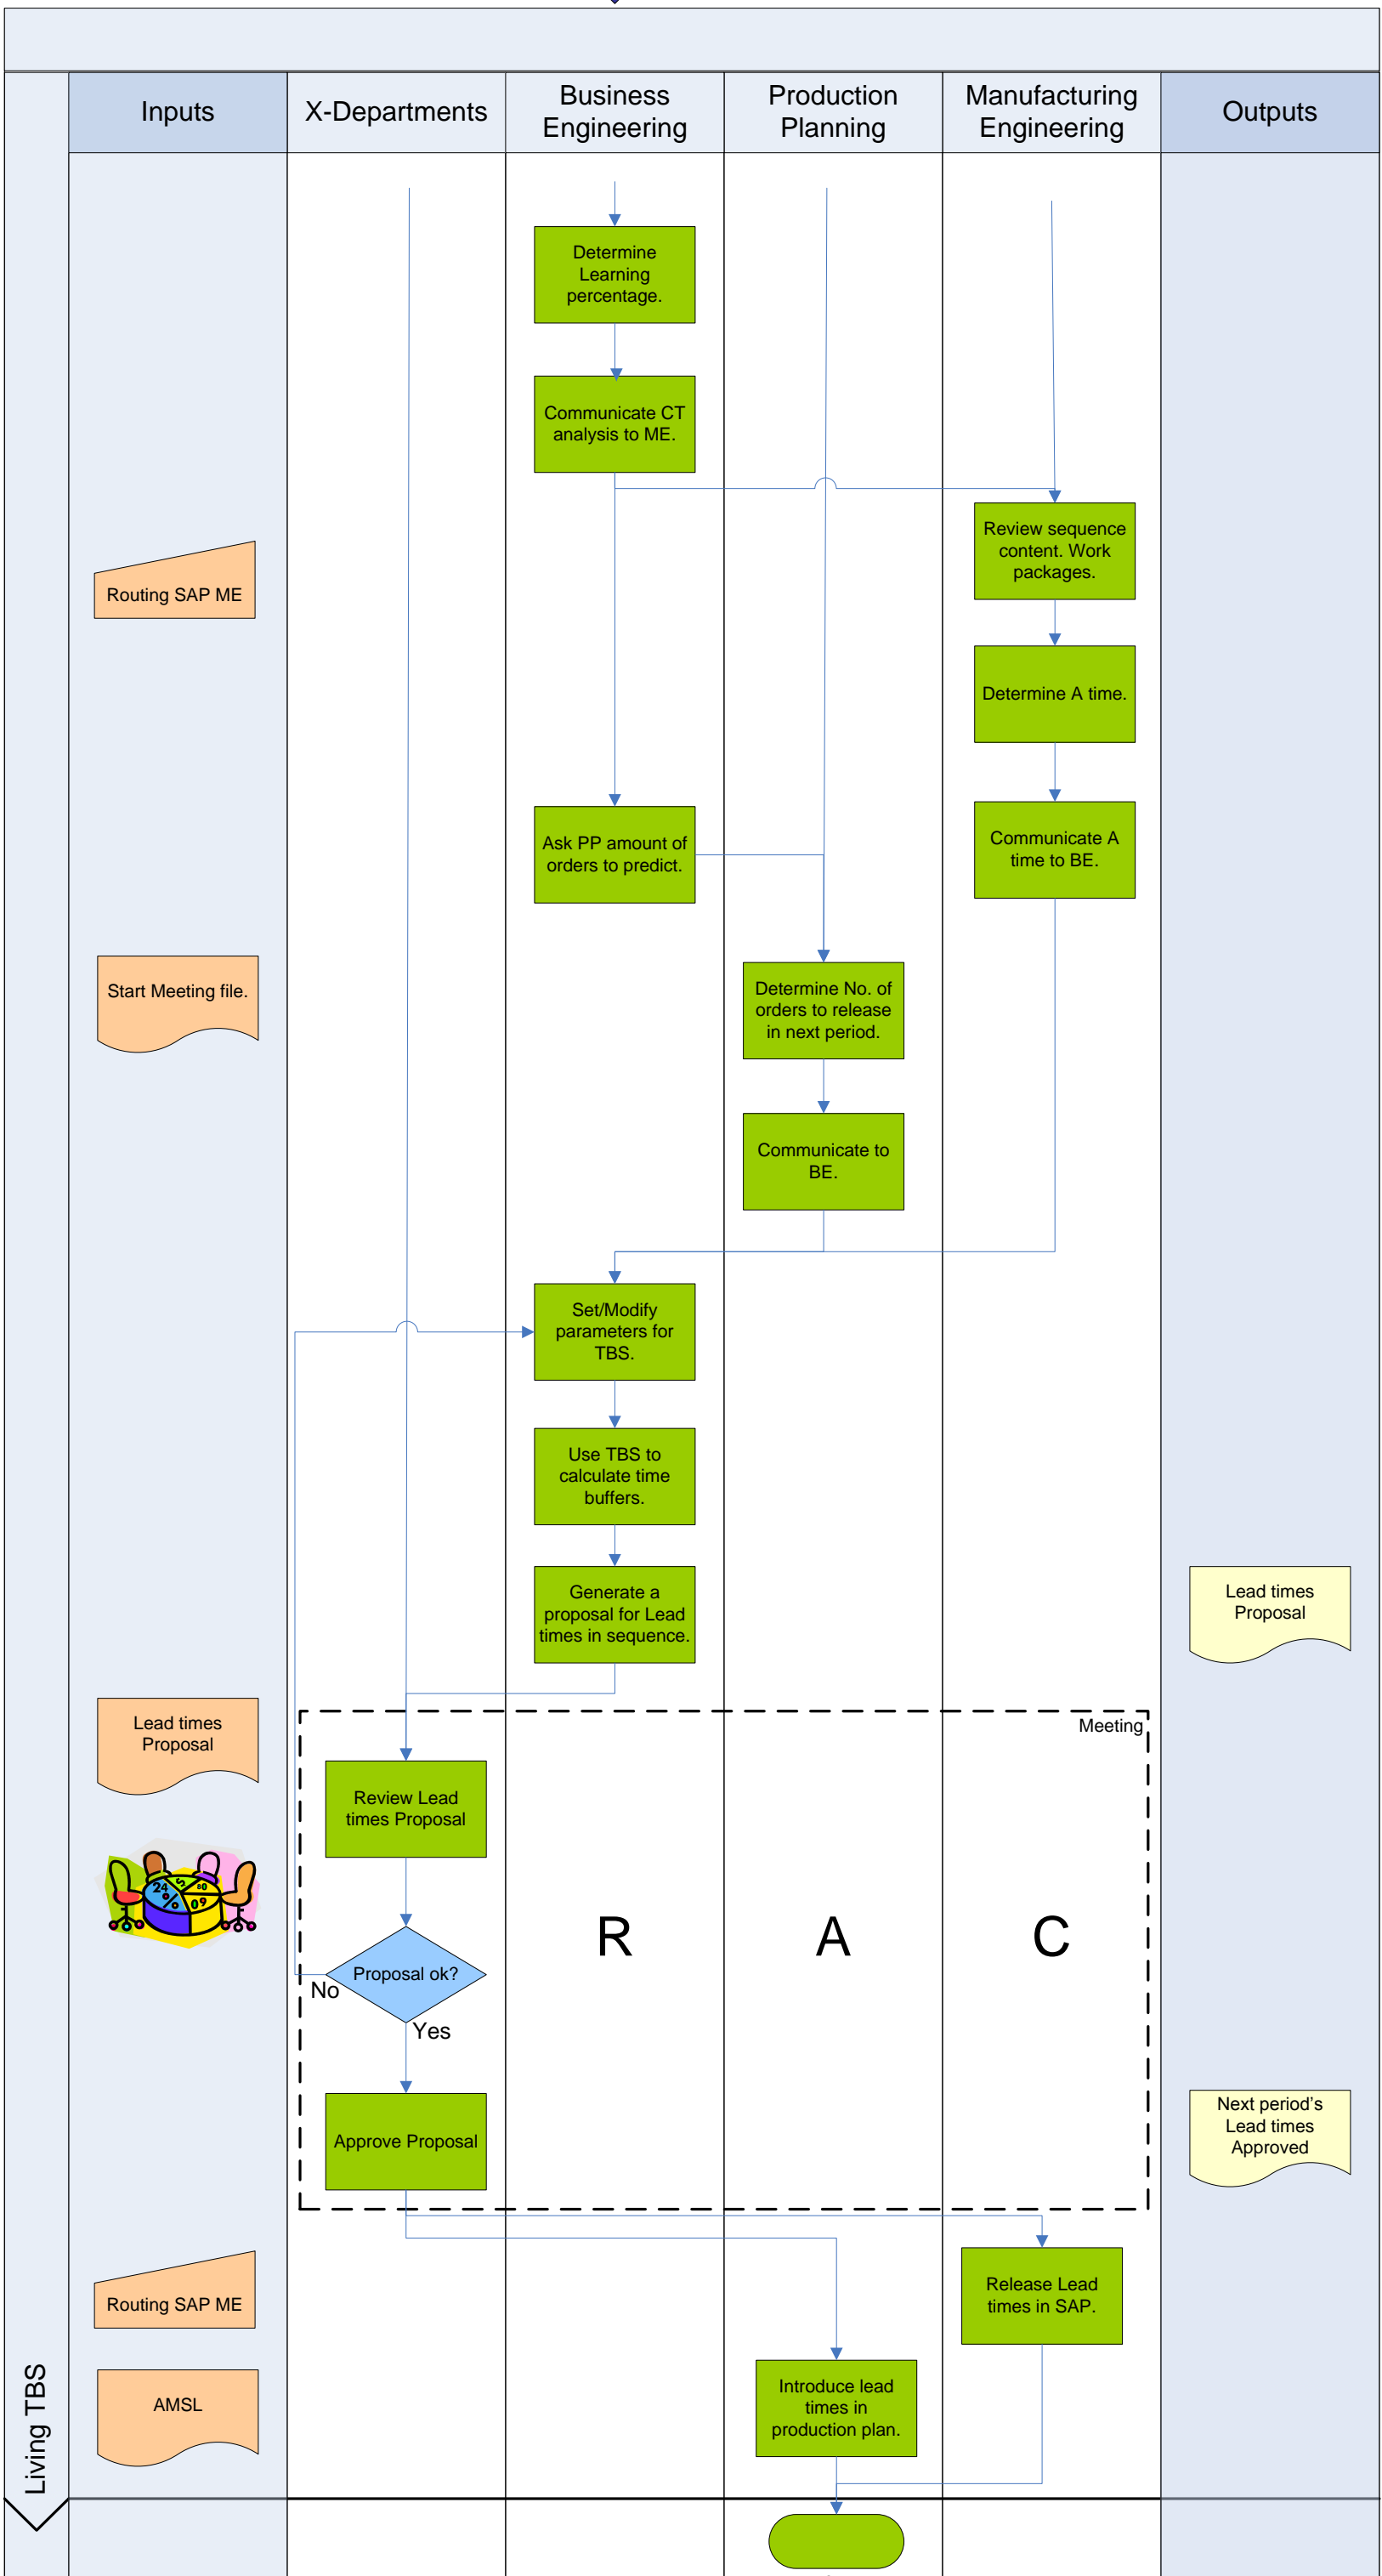 Inputs
X-Departments
Business
Engineering
Production
Planning
Manufacturing
Engineering
Outputs
Determine
Learning
percentage.
Communicate CT
analysis to ME.
Review sequence
content. Work
packages.
Routing SAP ME
Determine A time.
Ask PP amount of
orders to predict.
Communicate A
time to BE.
Start Meeting file.
Determine No. of
orders to release
in next period.
Communicate to
BE.
Set/Modify
parameters for
TBS.
Use TBS to
calculate time
buffers.
Generate a
proposal for Lead
times in sequence.
Lead times
Proposal
Lead times
Proposal
Meeting
Review Lead
times Proposal
24
%
5
80
09
R
A
C
Proposal ok?
No
Yes
Approve Proposal
Next period's
Lead times
Approved
Routing SAP ME
Release Lead
times in SAP.
AMSL
Introduce lead
times in
production plan.
Living TBS